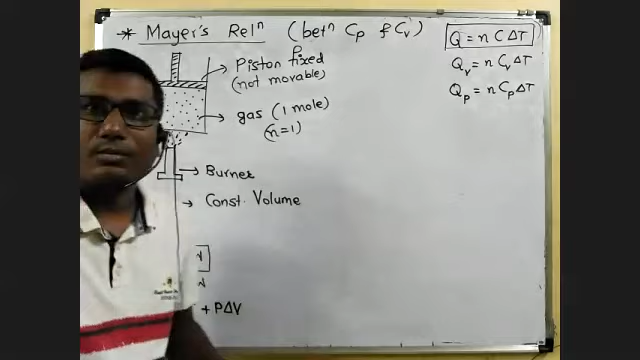 * Mayer's Relⁿ (betⁿ Cp & Cv)
Q = n C ΔT
Qv = n Cv ΔT
Qp = n Cp ΔT
→ Piston fixed
(not movable)
→ gas (1 mole)
(n=1)
→ Burner
→ Const. Volume
+ PΔV